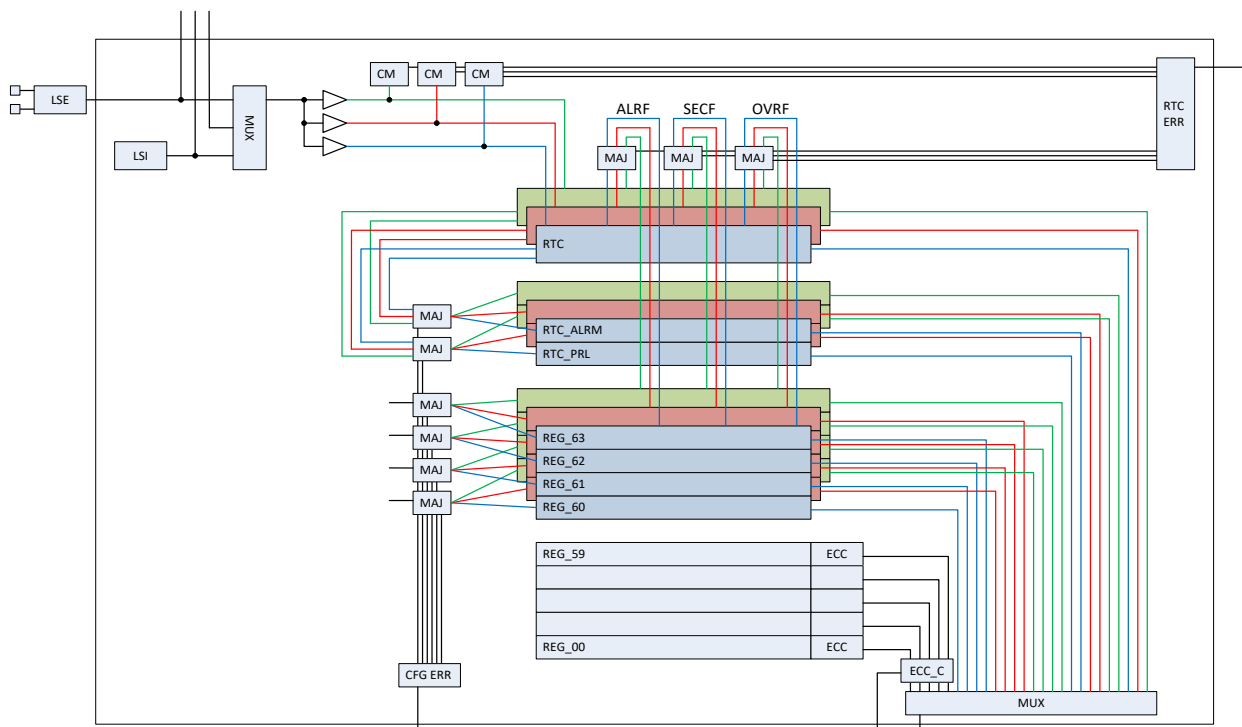 CM CM CM
LSE
MUX
RTC
ERR
LSI
ALRF SECF OVRF
MAJ MAJ MAJ
RTC
MAJ
RTC_ALRM
MAJ
RTC_PRL
MAJ
REG_63
MAJ
REG_62
MAJ
REG_61
MAJ
REG_60
REG_59 ECC
REG_00 ECC
CFG ERR
ECC_C
MUX